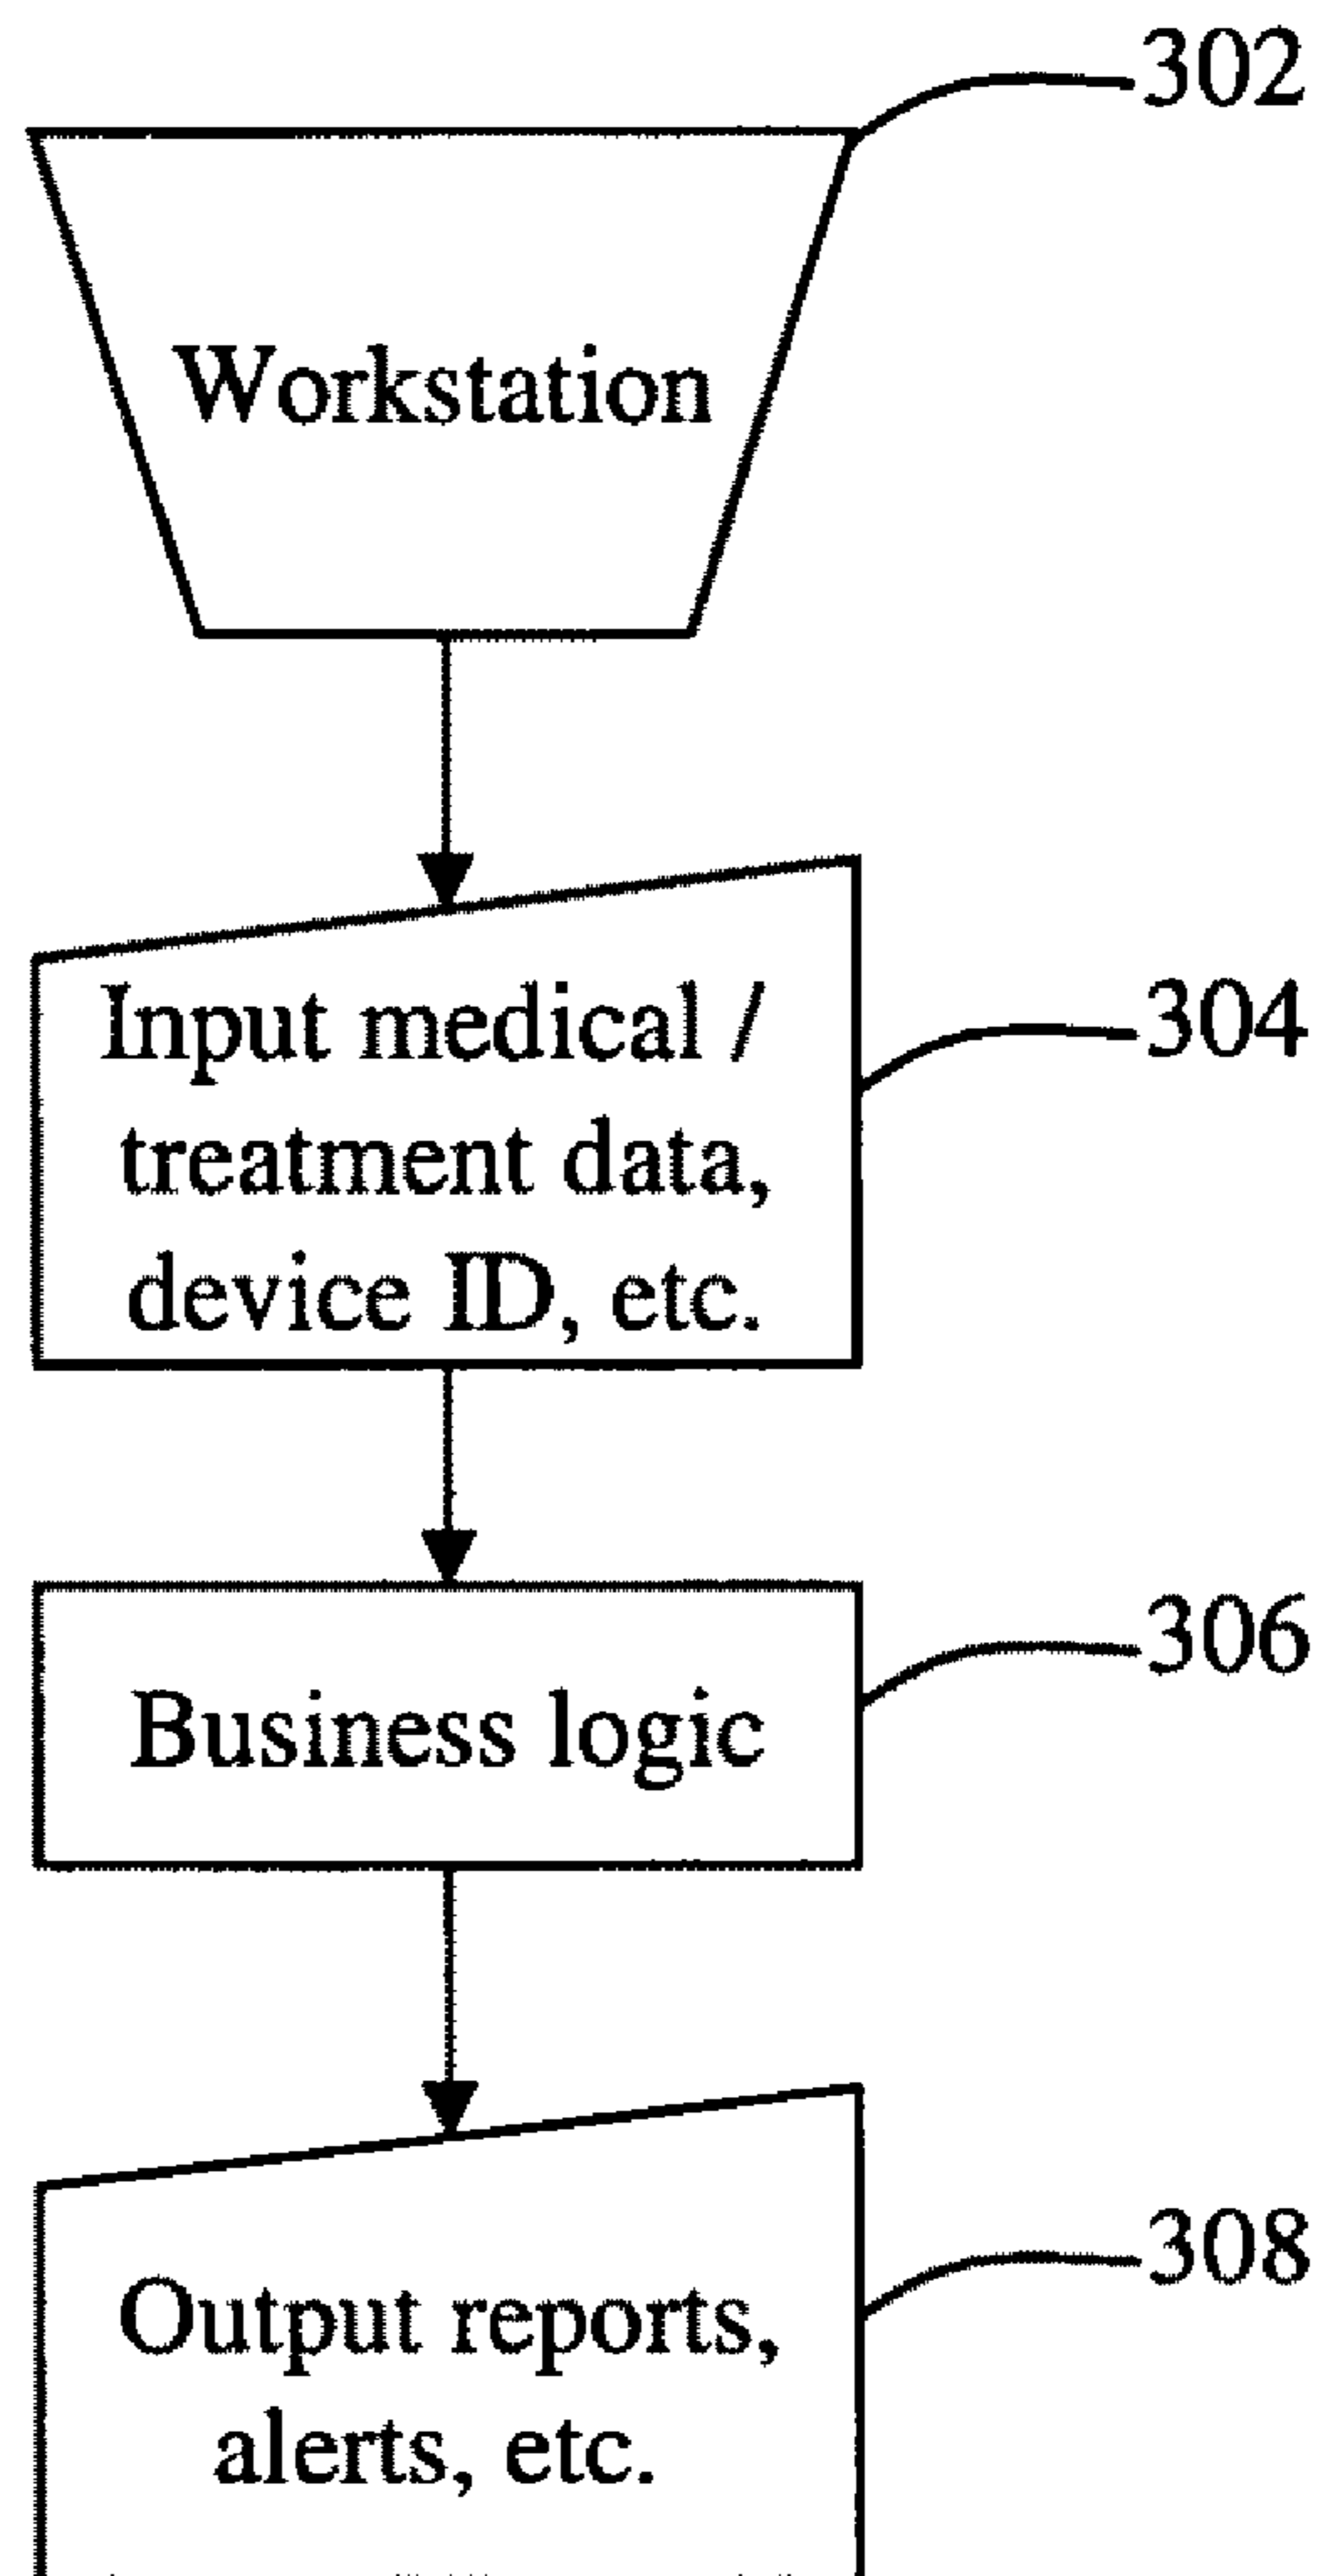 302
Workstation
Input medical /
treatment data,
device ID, etc.
304
Business logic
306
Output reports,
alerts, etc.
308